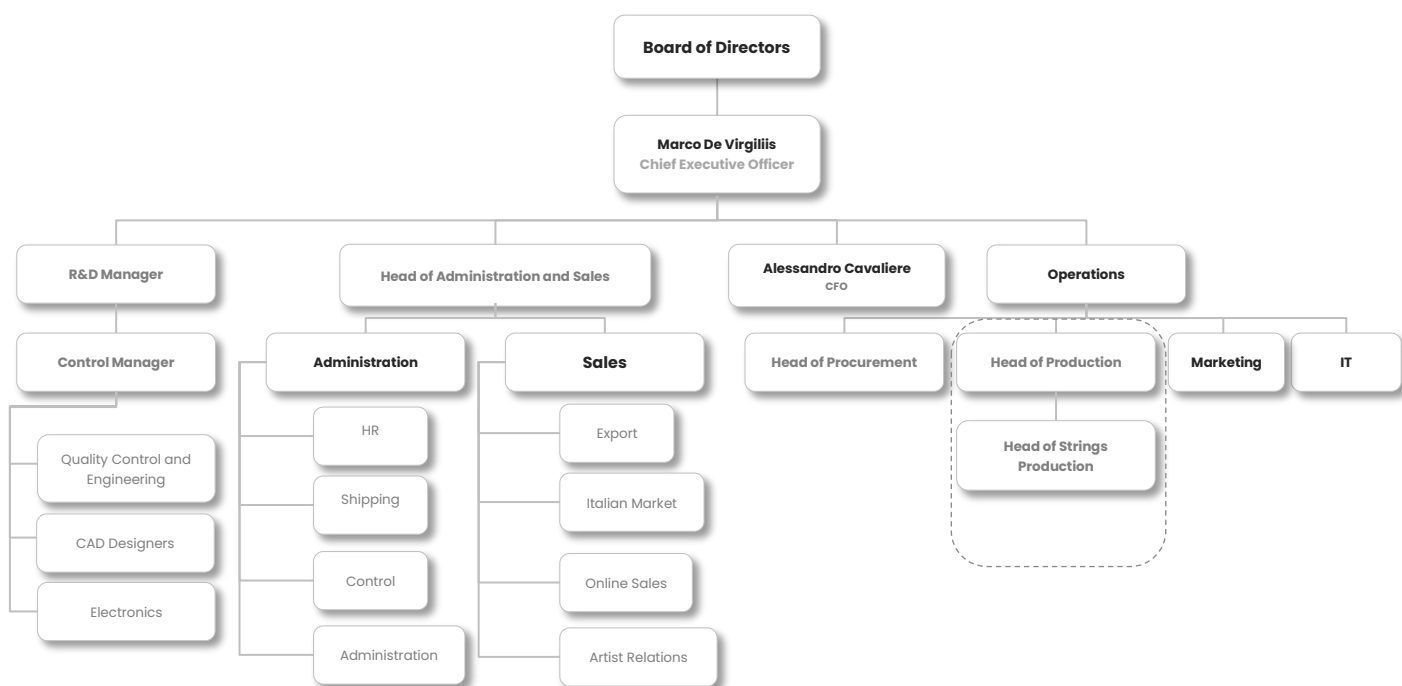 Board of Directors
Marco De Virgiliis
Chief Executive Officer
R&D Manager
Head of Administration and Sales
Alessandro Cavaliere
CFO
Operations
Control Manager
Administration
Sales
Head of Procurement
Head of Production
Marketing
IT
Quality Control and
Engineering
CAD Designers
Electronics
HR
Shipping
Control
Administration
Export
Italian Market
Online Sales
Artist Relations
Head of Strings
Production